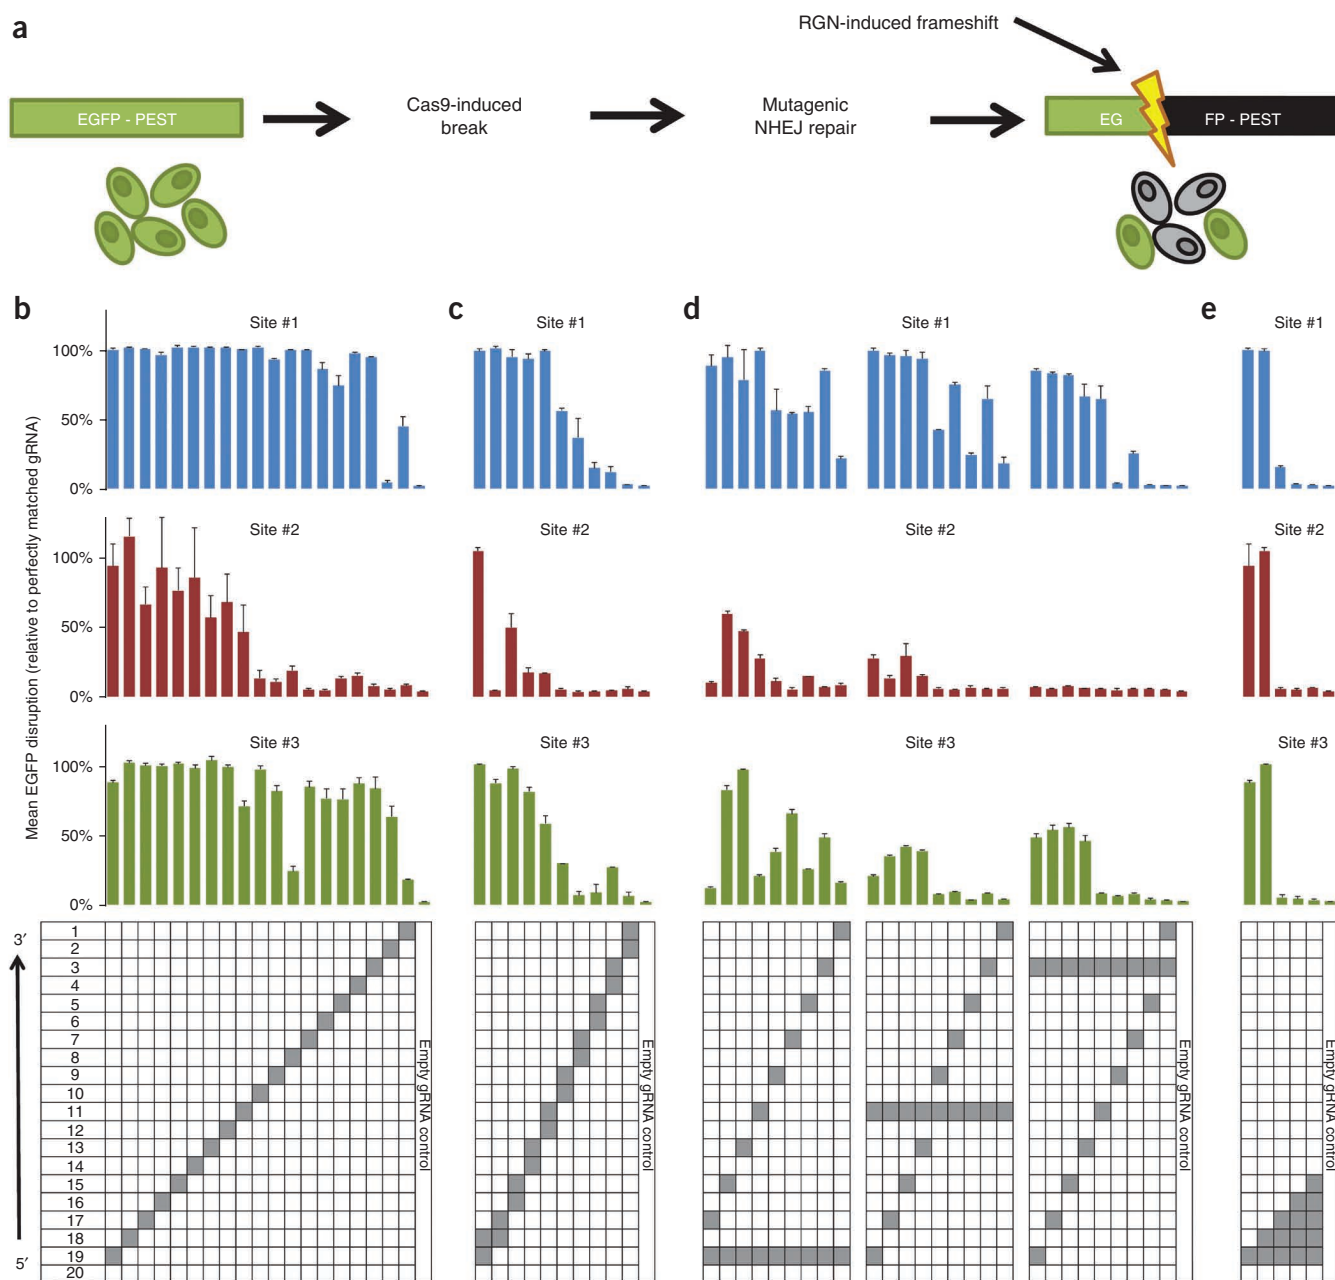 a
RGN-induced frameshift
EGFP - PEST
Cas9-induced
break
Mutagenic
NHEJ repair
EG
FP - PEST
b
c
d
e
Mean EGFP disruption (relative to perfectly matched gRNA)
Site #1
Site #1
Site #1
Site #1
100%
50%
0%
Site #2
Site #2
Site #2
Site #2
100%
50%
0%
Site #3
Site #3
Site #3
Site #3
100%
50%
0%
3′
5′
1
2
3
4
5
6
7
8
9
10
11
12
13
14
15
16
17
18
19
20
Empty gRNA control
Empty gRNA control
Empty gRNA control
Empty gRNA control